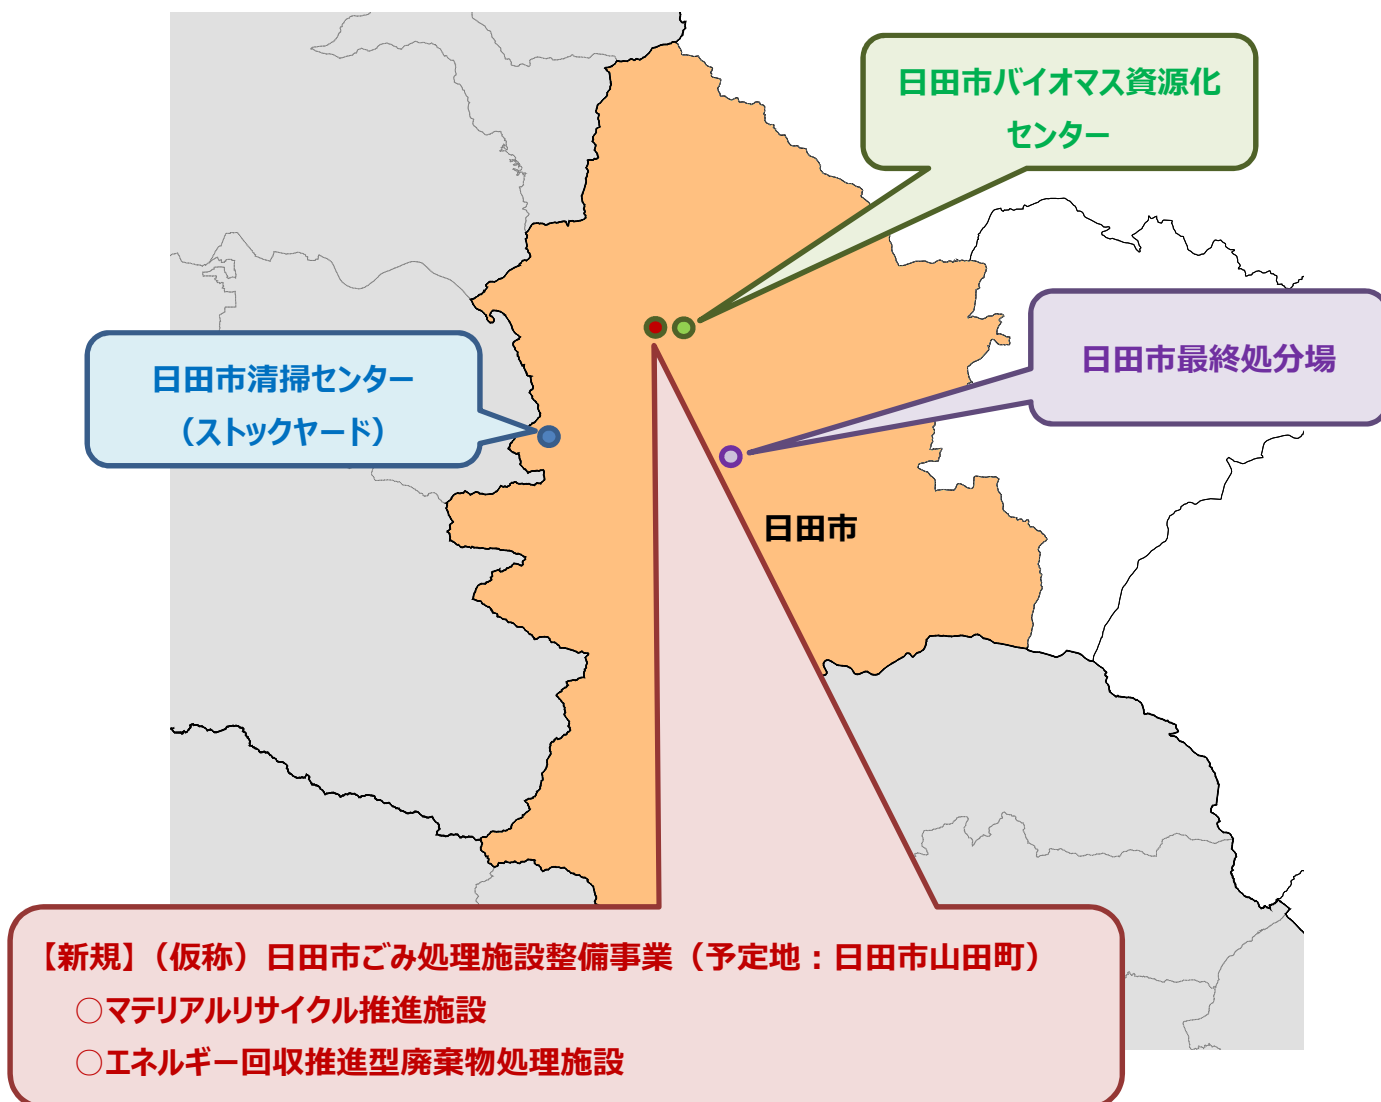 日田市バイオマス資源化
センター
日田市清掃センター
（ストックヤード）
日田市最終処分場
日田市
【新規】（仮称）日田市ごみ処理施設整備事業（予定地：日田市山田町）
○マテリアルリサイクル推進施設
○エネルギー回収推進型廃棄物処理施設